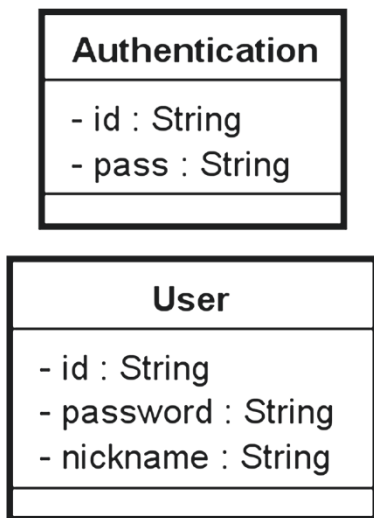 Authentication
- id : String
- pass : String
User
- id : String
- password : String
- nickname : String